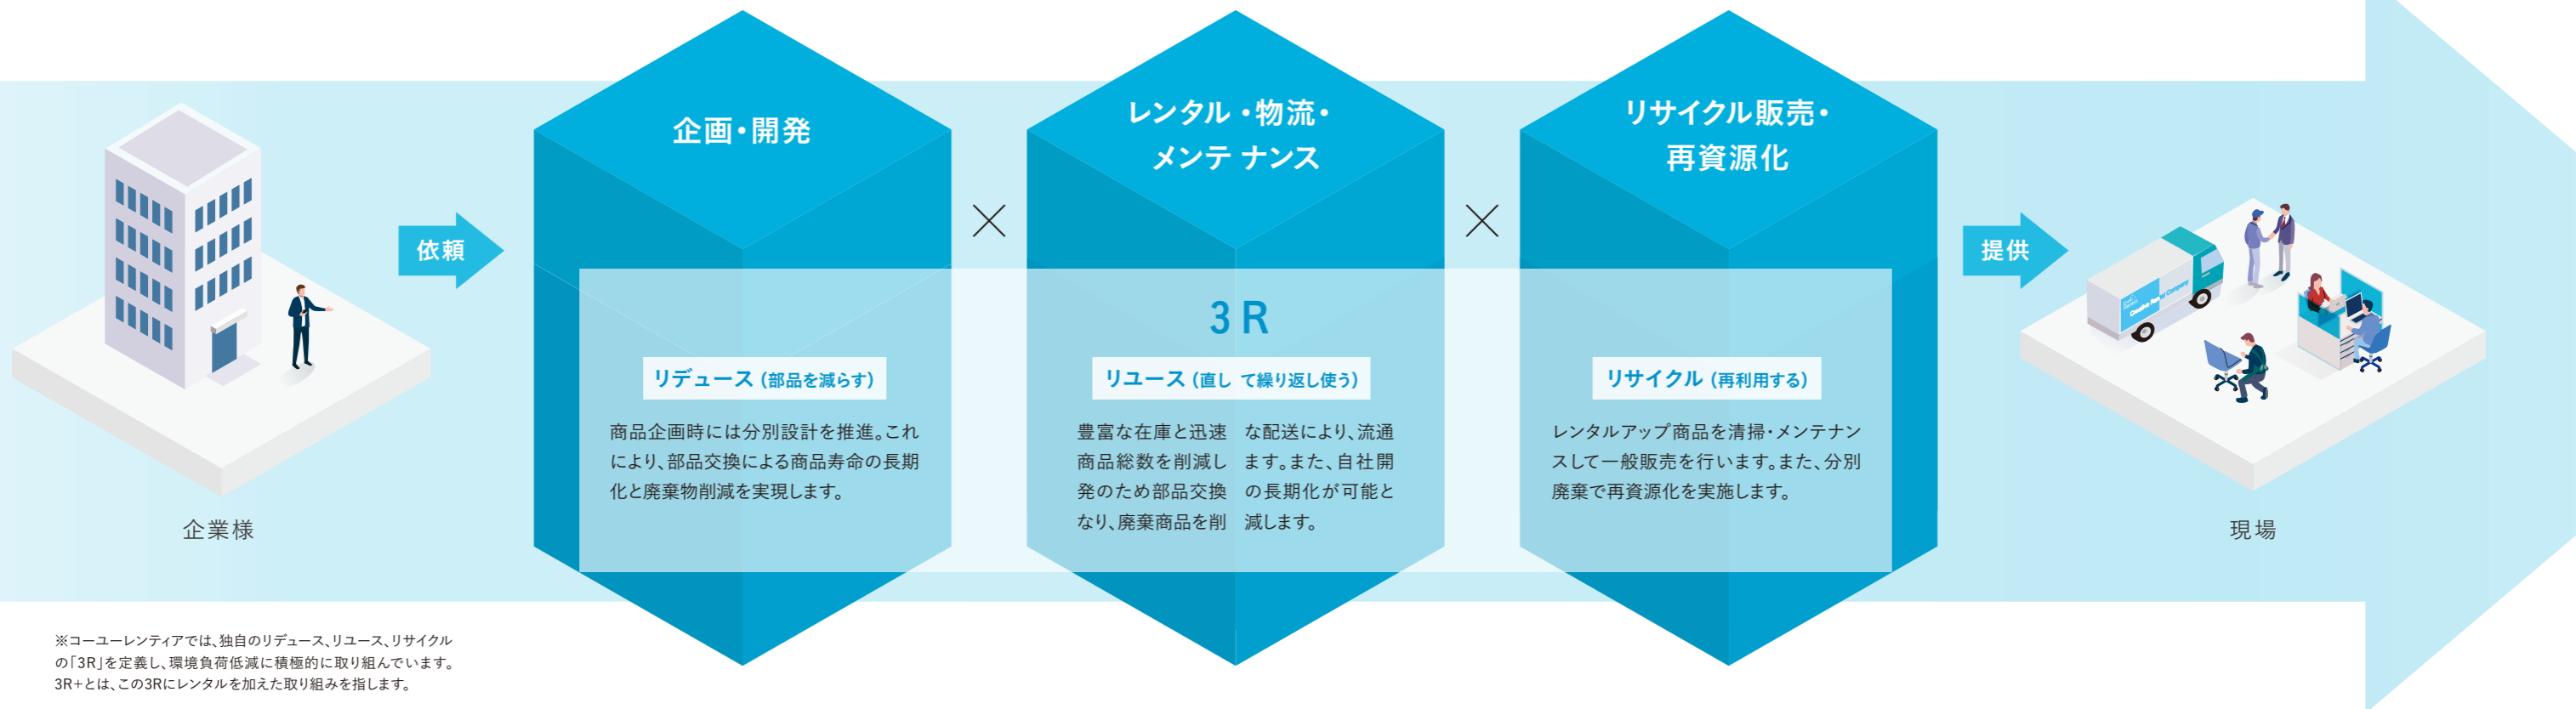 企業様
依頼
企画・開発
レンタル・物流・
メンテナンス
リサイクル販売・
再資源化
3R
リデュース（部品を減らす）
商品企画時には分別設計を推進。これ
により、部品交換による商品寿命の長期
化と廃棄物削減を実現します。
リユース（直して繰り返し使う）
豊富な在庫と迅速な配送により、流通
商品総数を削減します。また、自社開
発のため部品交換の長期化が可能と
なり、廃棄商品を削減します。
リサイクル（再利用する）
レンタルアップ商品を清掃・メンテナン
スして一般販売を行います。また、分別
廃棄で再資源化を実施します。
提供
Creative Rental Company
現場
※コーユーレンティアでは、独自のリデュース、リユース、リサイクル
の「3R」を定義し、環境負荷低減に積極的に取り組んでいます。
3R+とは、この3Rにレンタルを加えた取り組みを指します。